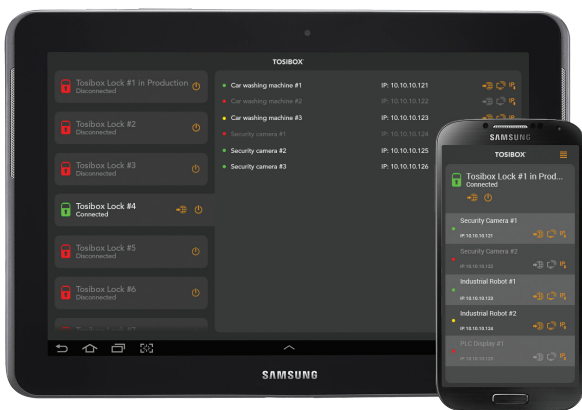 TOSIBOX
Tosibox Lock #1 in Production
Disconnected
Tosibox Lock #2
Disconnected
Tosibox Lock #3
Disconnected
Tosibox Lock #4
Connected
Tosibox Lock #5
Disconnected
Tosibox Lock #6
Disconnected
Car washing machine #1 IP: 10.10.10.121
Car washing machine #2 IP: 10.10.10.122
Car washing machine #3 IP: 10.10.10.123
Security camera #1 IP: 10.10.10.124
Security camera #2 IP: 10.10.10.125
Security camera #3 IP: 10.10.10.126
SAMSUNG
SAMSUNG
TOSIBOX
Tosibox Lock #1 in Prod...
Connected
Security Camera #1
IP: 10.10.10.121
Security Camera #2
IP: 10.10.10.122
Industrial Robot #1
IP: 10.10.10.123
Industrial Robot #2
IP: 10.10.10.124
PLC Display #1